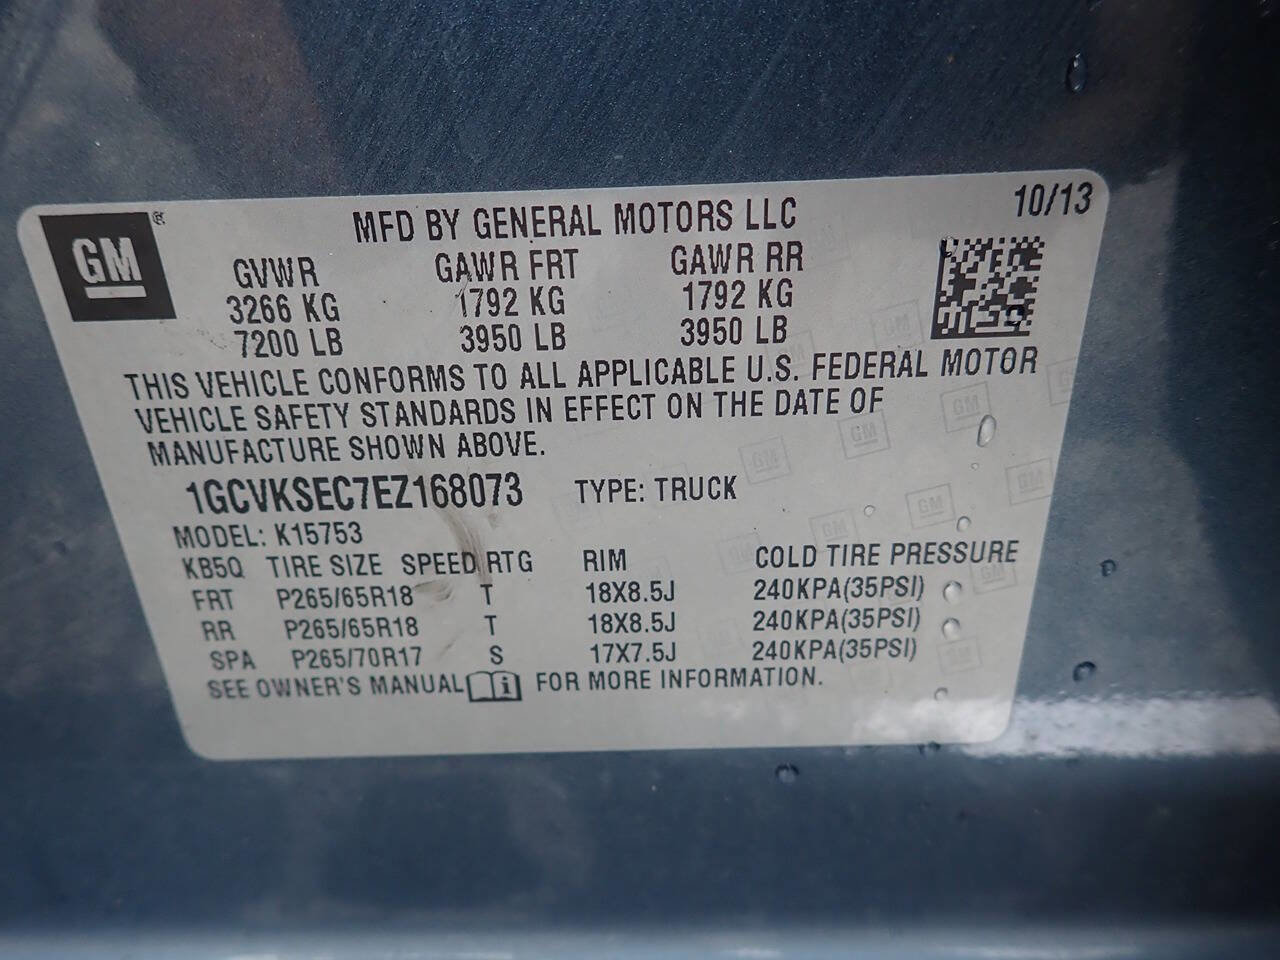 GM ® MFD BY GENERAL MOTORS LLC 10/13
GVWR GAWR FRT GAWR RR
3266 KG 1792 KG 1792 KG
7200 LB 3950 LB 3950 LB
THIS VEHICLE CONFORMS TO ALL APPLICABLE U.S. FEDERAL MOTOR
VEHICLE SAFETY STANDARDS IN EFFECT ON THE DATE OF
MANUFACTURE SHOWN ABOVE.
1GCVKSEC7EZ168073 TYPE: TRUCK
MODEL: K15753
KB5Q TIRE SIZE SPEED RTG RIM COLD TIRE PRESSURE
FRT P265/65R18 T 18X8.5J 240KPA(35PSI)
RR P265/65R18 T 18X8.5J 240KPA(35PSI)
SPA P265/70R17 S 17X7.5J 240KPA(35PSI)
SEE OWNER'S MANUAL i FOR MORE INFORMATION.